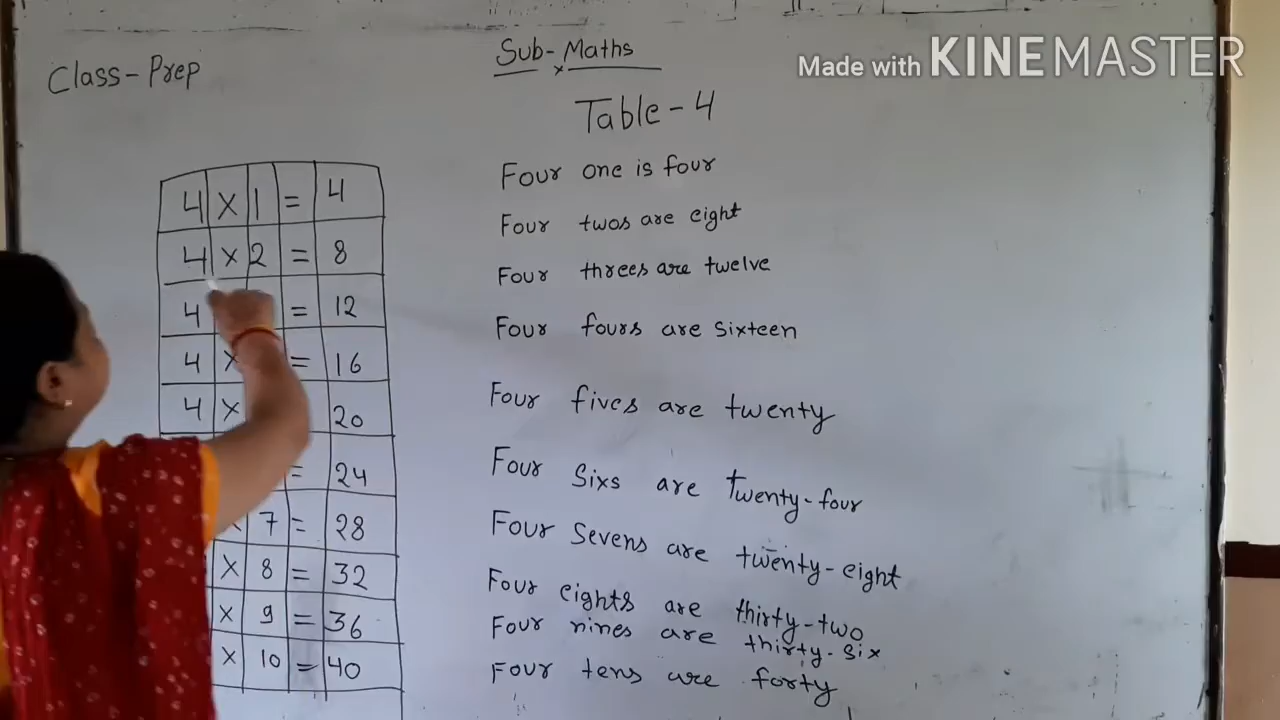 Class-Prep
Sub-Maths
Made with KINEMASTER
Table-4
4 × 1 = 4
4 × 2 = 8
4 = 12
4 × = 16
4 × 20
= 24
× 7 = 28
× 8 = 32
× 9 = 36
× 10 = 40
Four one is four
Four twos are eight
Four threes are twelve
Four fours are sixteen
Four fives are twenty
Four Sixs are twenty-four
Four sevens are twenty-eight
Four eights are thirty-two
Four nines are thirty-six
Four tens are forty